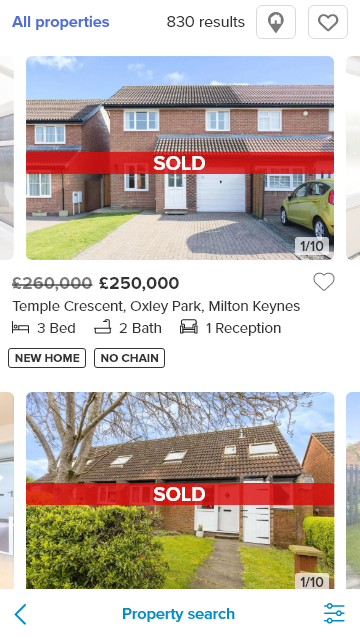 All properties
830 results
SOLD
1/10
£260,000 £250,000
Temple Crescent, Oxley Park, Milton Keynes
3 Bed 2 Bath 1 Reception
NEW HOME NO CHAIN
SOLD
1/10
Property search